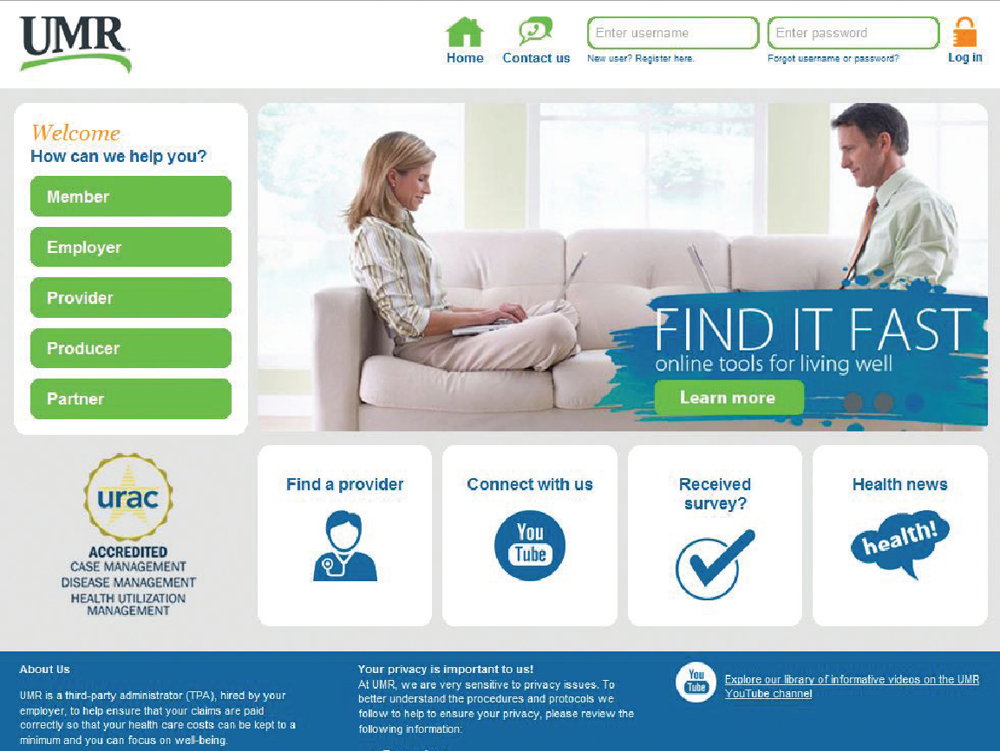 UMR
Home
Contact us
Enter username
Enter password
New user? Register here.
Forgot username or password?
Log in
Welcome
How can we help you?
Member
Employer
Provider
Producer
Partner
FIND IT FAST
online tools for living well
Learn more
urac
ACCREDITED
CASE MANAGEMENT
DISEASE MANAGEMENT
HEALTH UTILIZATION
MANAGEMENT
Find a provider
Connect with us
You
Tube
Received
survey?
Health news
health!
About Us
UMR is a third-party administrator (TPA), hired by your
employer, to help ensure that your claims are paid
correctly so that your health care costs can be kept to a
minimum and you can focus on well-being.
Your privacy is important to us!
At UMR, we are very sensitive to privacy issues. To
better understand the procedures and protocols we
follow to help to ensure your privacy, please review the
following information:
You
Tube
Explore our library of informative videos on the UMR
YouTube channel